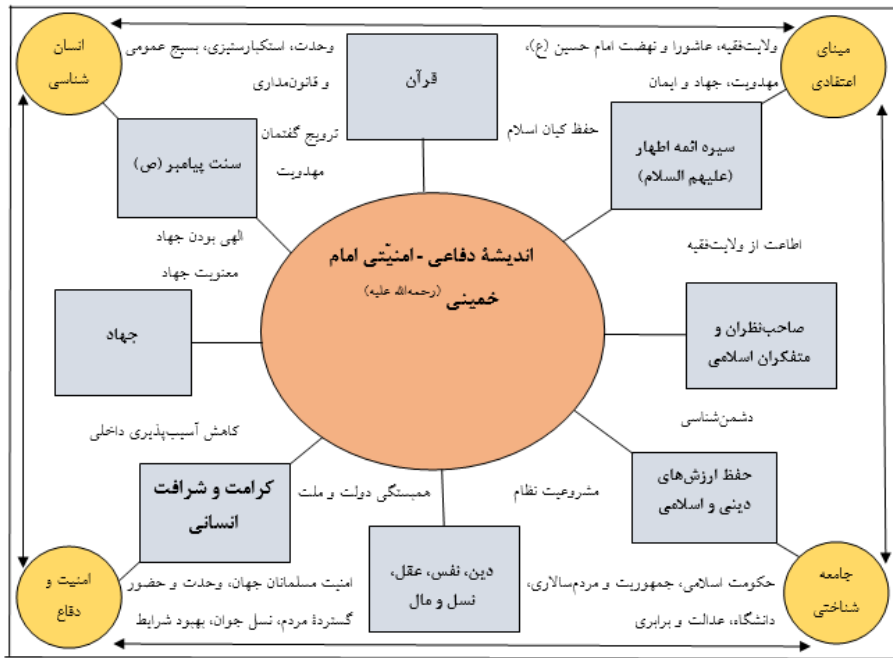 انسان
شناسی
وحدت، استکبارستیزی، بسیج عمومی
و قانون‌مداری
قرآن
ولایت‌فقیه، عاشورا و نهضت امام حسین (ع)،
مهدویت، جهاد و ایمان
مبنای
اعتقادی
سنت پیامبر (ص)
ترویج گفتمان
مهدویت
حفظ کیان اسلام
سیره ائمه اطهار
(علیهم السلام)
اندیشهٔ دفاعی - امنیّتی امام
خمینی (رحمه‌الله علیه)
الهی بودن جهاد
معنویت جهاد
اطاعت از ولایت‌فقیه
جهاد
صاحب‌نظران و
متفکران اسلامی
کاهش آسیب‌پذیری داخلی
دشمن‌شناسی
کرامت و شرافت
انسانی
همبستگی دولت و ملت
مشروعیت نظام
حفظ ارزش‌های
دینی و اسلامی
امنیت و
دفاع
امنیت مسلمانان جهان، وحدت و حضور
گستردهٔ مردم، نسل جوان، بهبود شرایط
دین، نفس، عقل،
نسل و مال
حکومت اسلامی، جمهوریت و مردم‌سالاری،
دانشگاه، عدالت و برابری
جامعه
شناختی